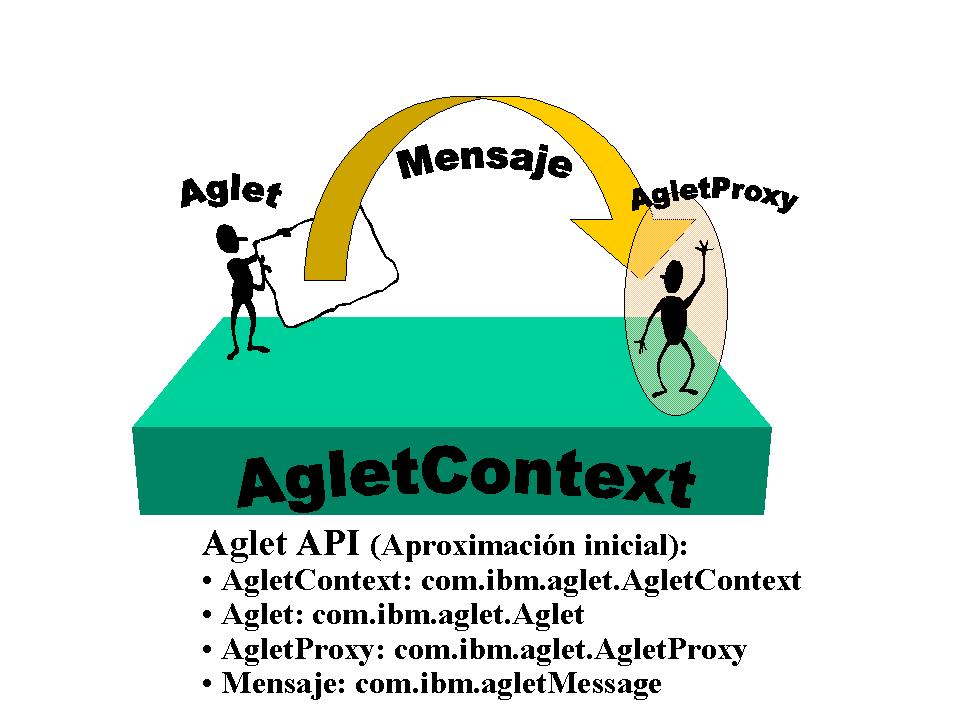 Mensaje
Aglet
AgletProxy
AgletContext
Aglet API (Aproximación inicial):
• AgletContext: com.ibm.aglet.AgletContext
• Aglet: com.ibm.aglet.Aglet
• AgletProxy: com.ibm.aglet.AgletProxy
• Mensaje: com.ibm.agletMessage